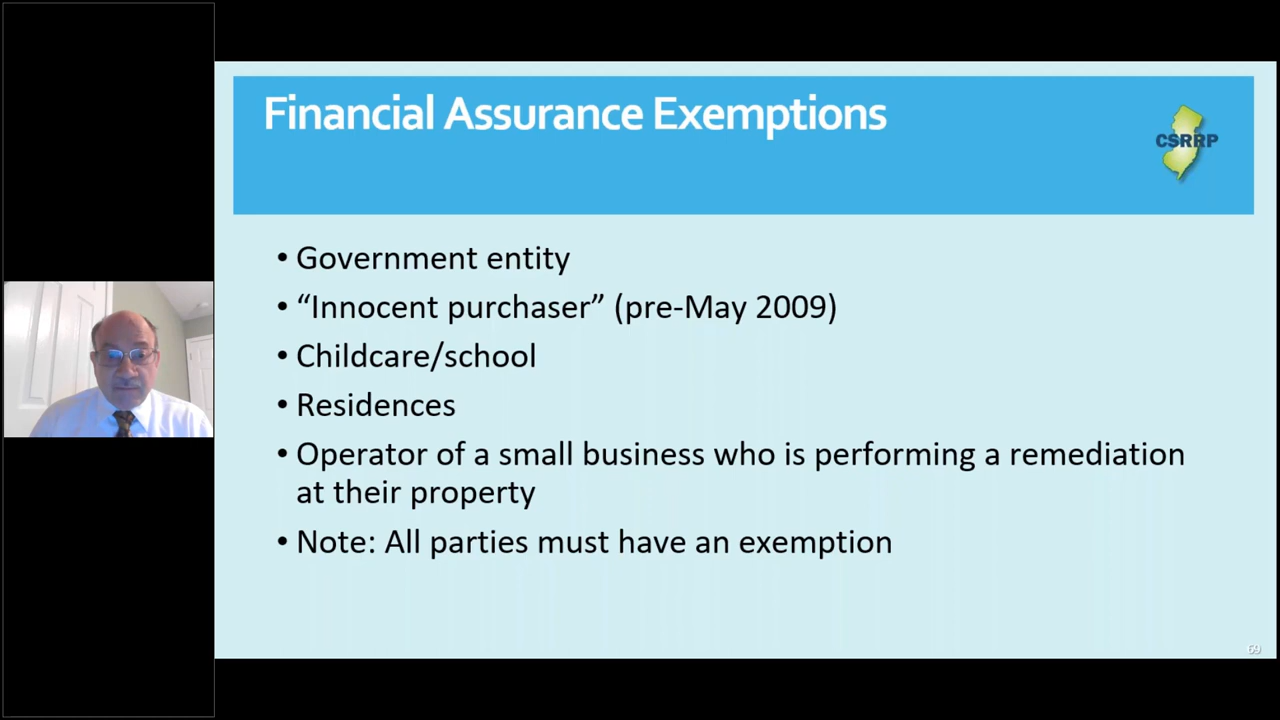 Financial Assurance Exemptions
CSRRP
• Government entity
• “Innocent purchaser” (pre-May 2009)
• Childcare/school
• Residences
• Operator of a small business who is performing a remediation
at their property
• Note: All parties must have an exemption
69